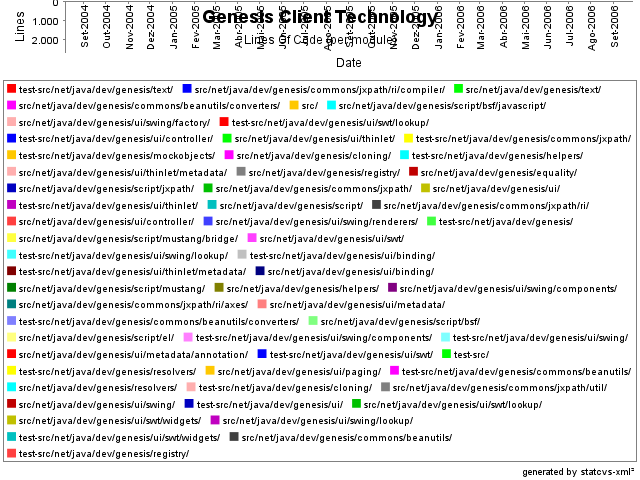 Genesis Client Technology
Lines Of Code (per module)
Lines
0
1.000
2.000
Set-2004
Out-2004
Nov-2004
Dez-2004
Jan-2005
Fev-2005
Mar-2005
Abr-2005
Mai-2005
Jun-2005
Jul-2005
Ago-2005
Set-2005
Out-2005
Nov-2005
Dez-2005
Jan-2006
Fev-2006
Mar-2006
Abr-2006
Mai-2006
Jun-2006
Jul-2006
Ago-2006
Set-2006
Date
test-src/net/java/dev/genesis/text/ src/net/java/dev/genesis/commons/jxpath/ri/compiler/ src/net/java/dev/genesis/text/
src/net/java/dev/genesis/commons/beanutils/converters/ src/ src/net/java/dev/genesis/script/bsf/javascript/
src/net/java/dev/genesis/ui/swing/factory/ test-src/net/java/dev/genesis/ui/swt/lookup/
test-src/net/java/dev/genesis/ui/controller/ src/net/java/dev/genesis/ui/thinlet/ test-src/net/java/dev/genesis/commons/jxpath/
test-src/net/java/dev/genesis/mockobjects/ src/net/java/dev/genesis/cloning/ test-src/net/java/dev/genesis/helpers/
src/net/java/dev/genesis/ui/thinlet/metadata/ src/net/java/dev/genesis/registry/ src/net/java/dev/genesis/equality/
src/net/java/dev/genesis/script/jxpath/ src/net/java/dev/genesis/commons/jxpath/ src/net/java/dev/genesis/ui/
test-src/net/java/dev/genesis/ui/thinlet/ src/net/java/dev/genesis/script/ src/net/java/dev/genesis/commons/jxpath/ri/
src/net/java/dev/genesis/ui/controller/ src/net/java/dev/genesis/ui/swing/renderers/ test-src/net/java/dev/genesis/
src/net/java/dev/genesis/script/mustang/bridge/ src/net/java/dev/genesis/ui/swt/
test-src/net/java/dev/genesis/ui/swing/lookup/ test-src/net/java/dev/genesis/ui/binding/
test-src/net/java/dev/genesis/ui/thinlet/metadata/ src/net/java/dev/genesis/ui/binding/
src/net/java/dev/genesis/script/mustang/ src/net/java/dev/genesis/helpers/ src/net/java/dev/genesis/ui/swing/components/
src/net/java/dev/genesis/commons/jxpath/ri/axes/ src/net/java/dev/genesis/ui/metadata/
test-src/net/java/dev/genesis/commons/beanutils/converters/ src/net/java/dev/genesis/script/bsf/
src/net/java/dev/genesis/script/el/ test-src/net/java/dev/genesis/ui/swing/components/ test-src/net/java/dev/genesis/ui/swing/
src/net/java/dev/genesis/ui/metadata/annotation/ test-src/net/java/dev/genesis/ui/swt/ test-src/
test-src/net/java/dev/genesis/resolvers/ src/net/java/dev/genesis/ui/paging/ test-src/net/java/dev/genesis/commons/beanutils/
src/net/java/dev/genesis/resolvers/ test-src/net/java/dev/genesis/cloning/ src/net/java/dev/genesis/commons/jxpath/util/
src/net/java/dev/genesis/ui/swing/ test-src/net/java/dev/genesis/ui/ src/net/java/dev/genesis/ui/swt/lookup/
src/net/java/dev/genesis/ui/swt/widgets/ src/net/java/dev/genesis/ui/swing/lookup/
test-src/net/java/dev/genesis/ui/swt/widgets/ src/net/java/dev/genesis/commons/beanutils/
test-src/net/java/dev/genesis/registry/
generated by statcvs-xml²